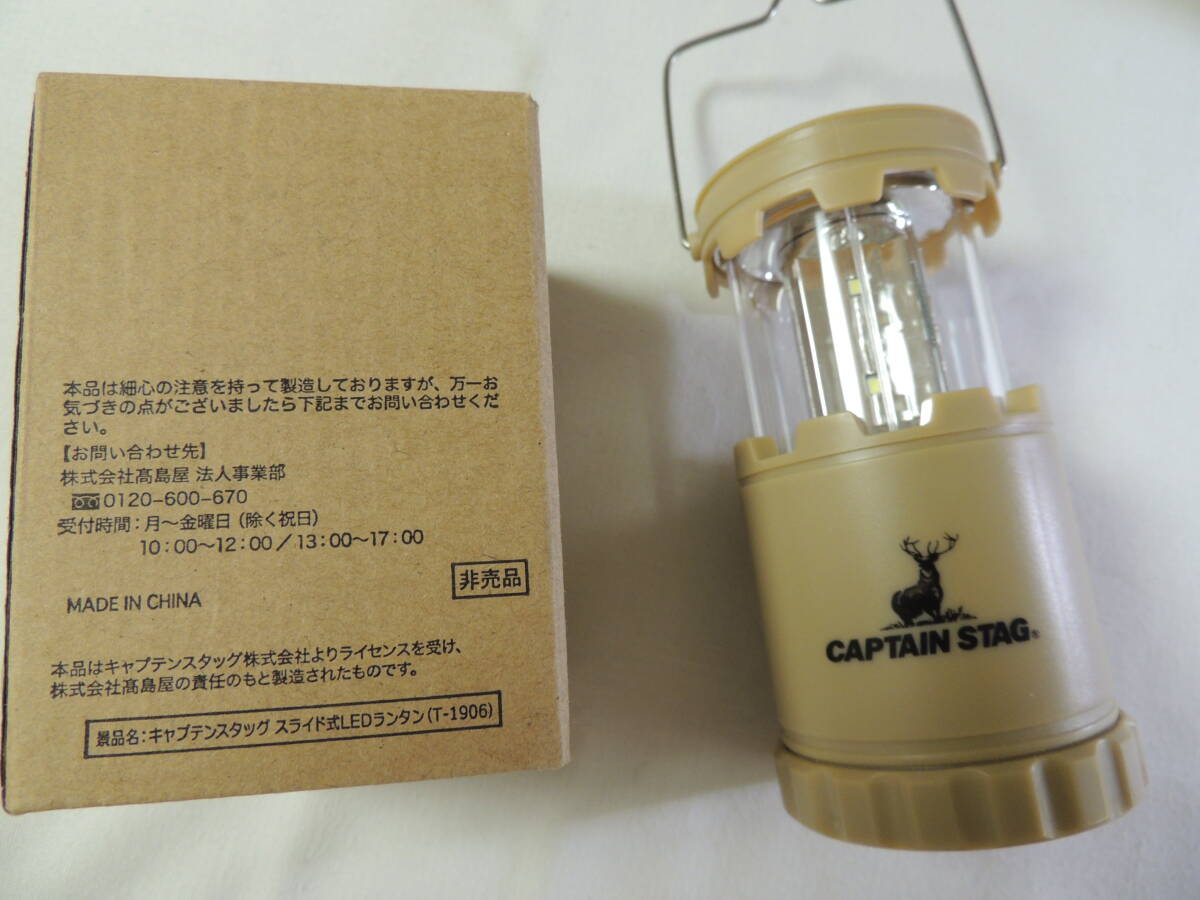 本品は細心の注意を持って製造しておりますが、万一お
気づきの点がございましたら下記までお問い合わせくだ
さい。
【お問い合わせ先】
株式会社髙島屋 法人事業部
0120-600-670
受付時間：月～金曜日（除く祝日）
10：00～12：00／13：00～17：00
非売品
MADE IN CHINA
本品はキャプテンスタッグ株式会社よりライセンスを受け、
株式会社髙島屋の責任のもと製造されたものです。
景品名：キャプテンスタッグ スライド式LEDランタン（T-1906）
CAPTAIN STAG®